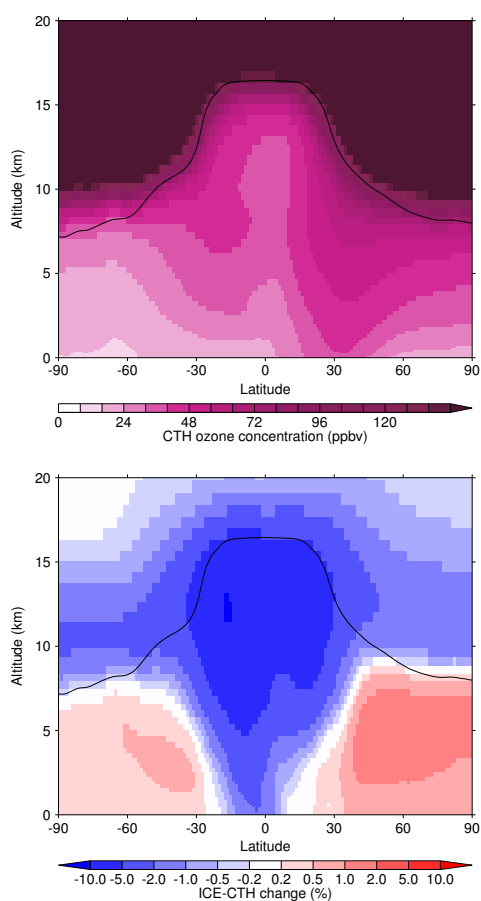 20
15
10
5
0
Altitude (km)
-90 -60 -30 0 30 60 90
Latitude
0 24 48 72 96 120
CTH ozone concentration (ppbv)
20
15
10
5
0
Altitude (km)
-90 -60 -30 0 30 60 90
Latitude
-10.0 -5.0 -2.0 -1.0 -0.5 -0.2 0.2 0.5 1.0 2.0 5.0 10.0
ICE-CTH change (%)